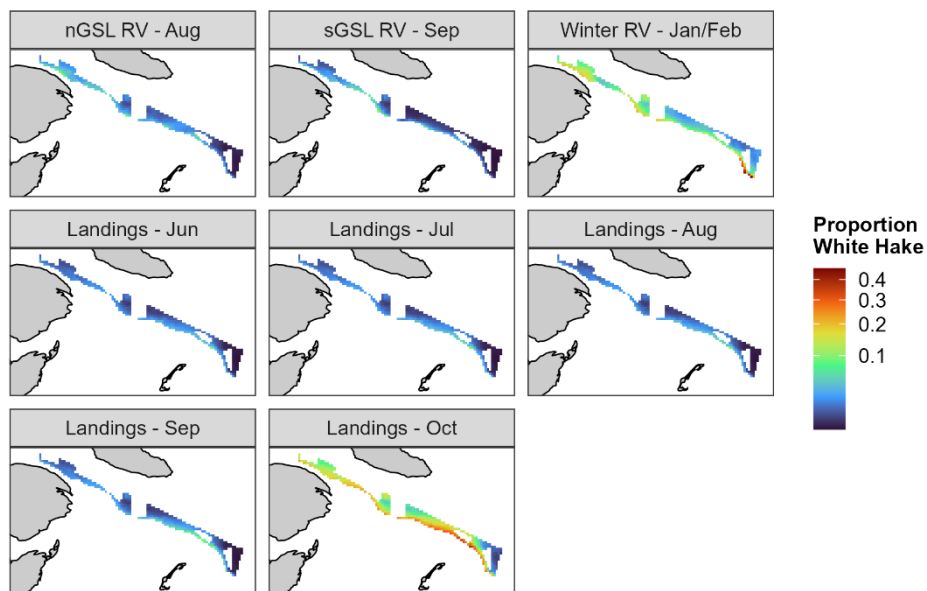 nGSL RV - Aug
sGSL RV - Sep
Winter RV - Jan/Feb
Landings - Jun
Landings - Jul
Landings - Aug
Landings - Sep
Landings - Oct
Proportion
White Hake
0.4
0.3
0.2
0.1